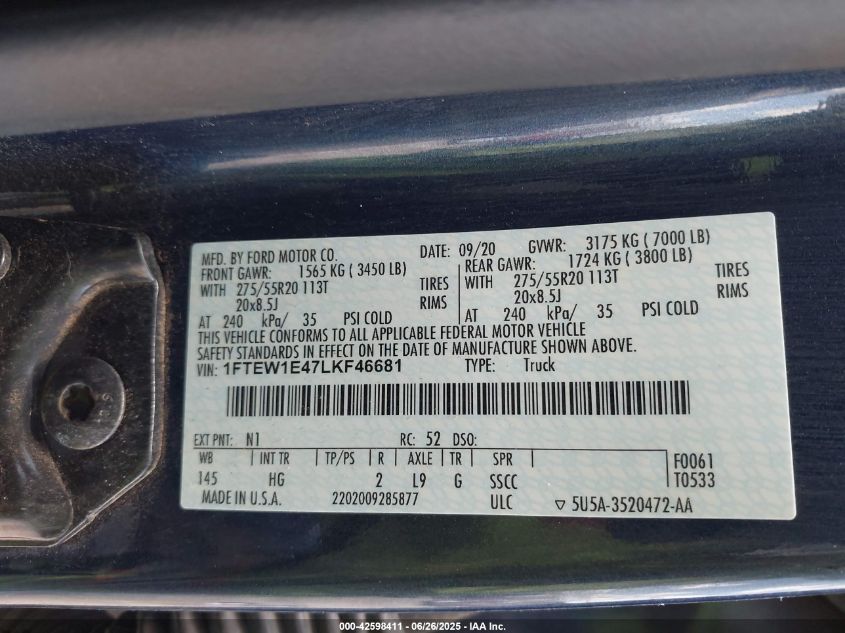 MFD. BY FORD MOTOR CO. DATE: 09/20 GVWR: 3175 KG ( 7000 LB)
FRONT GAWR: 1565 KG ( 3450 LB) REAR GAWR: 1724 KG ( 3800 LB)
WITH 275/55R20 113T TIRES WITH 275/55R20 113T TIRES
20x8.5J RIMS 20x8.5J RIMS
AT 240 kPa/ 35 PSI COLD AT 240 kPa/ 35 PSI COLD
THIS VEHICLE CONFORMS TO ALL APPLICABLE FEDERAL MOTOR VEHICLE
SAFETY STANDARDS IN EFFECT ON THE DATE OF MANUFACTURE SHOWN ABOVE.
VIN: 1FTEW1E47LKF46681 TYPE: Truck
EXT PNT: N1 RC: 52 DSO:
WB INT TR TP/PS R AXLE TR SPR F0061
145 HG 2 L9 G SSCC T0533
MADE IN U.S.A. 2202009285877 ULC ▽ 5U5A-3520472-AA
000-42598411 - 06/26/2025 - IAA Inc.